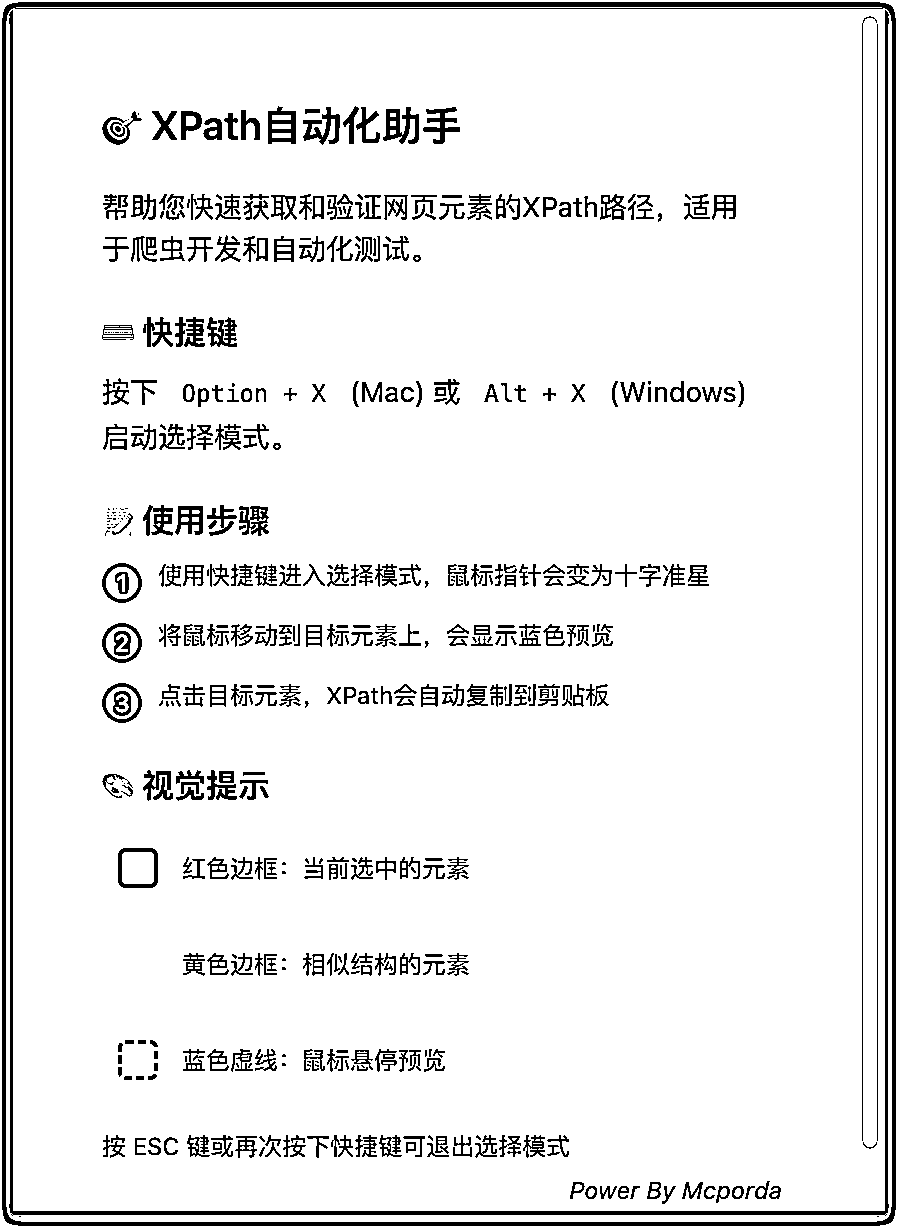 XPath自动化助手
帮助您快速获取和验证网页元素的XPath路径，适用
于爬虫开发和自动化测试。
快捷键
按下 Option + X (Mac) 或 Alt + X (Windows)
启动选择模式。
使用步骤
1 使用快捷键进入选择模式，鼠标指针会变为十字准星
2 将鼠标移动到目标元素上，会显示蓝色预览
3 点击目标元素，XPath会自动复制到剪贴板
视觉提示
红色边框：当前选中的元素
黄色边框：相似结构的元素
蓝色虚线：鼠标悬停预览
按 ESC 键或再次按下快捷键可退出选择模式
Power By Mcporda